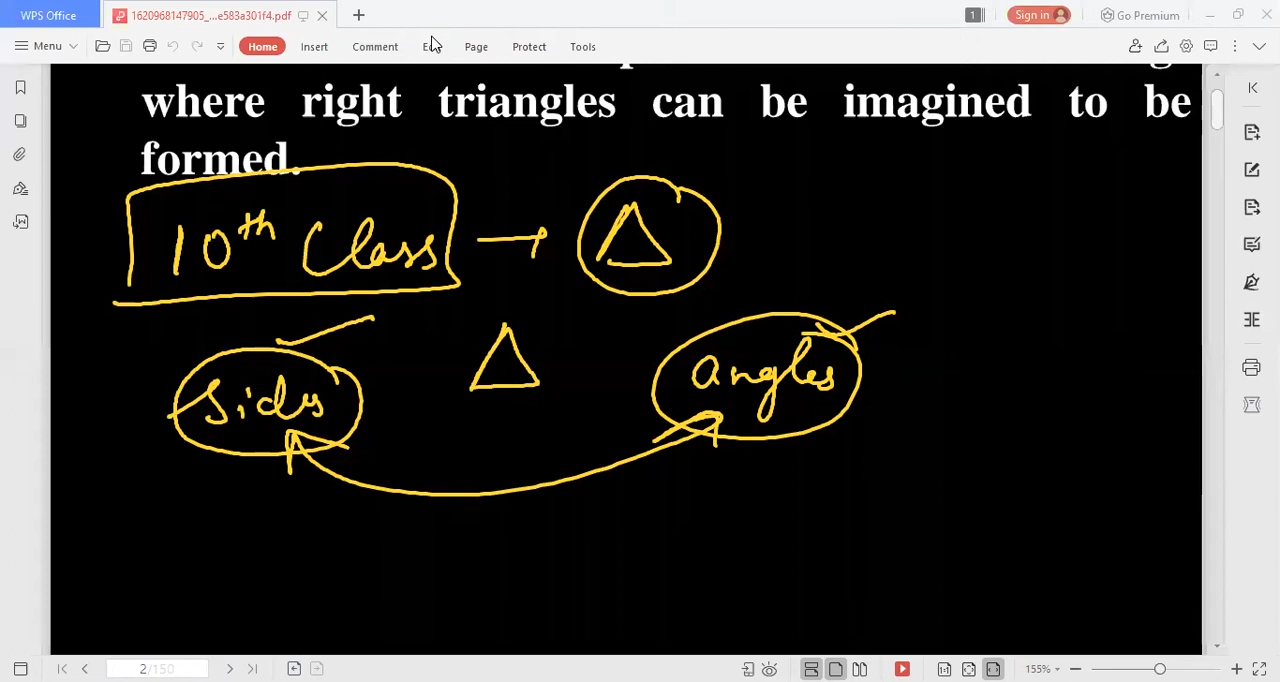 WPS Office
1620968147905_...e583a301f4.pdf
1
Sign in
Go Premium
Menu
Home
Insert
Comment
Page
Protect
Tools
where right triangles can be imagined to be
formed.
10th Class
Sides
angles
2/150
155%